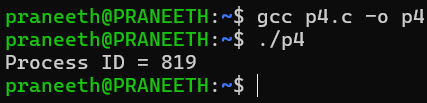 praneeth@PRANEETH:~$ gcc p4.c -o p4
praneeth@PRANEETH:~$ ./p4
Process ID = 819
praneeth@PRANEETH:~$